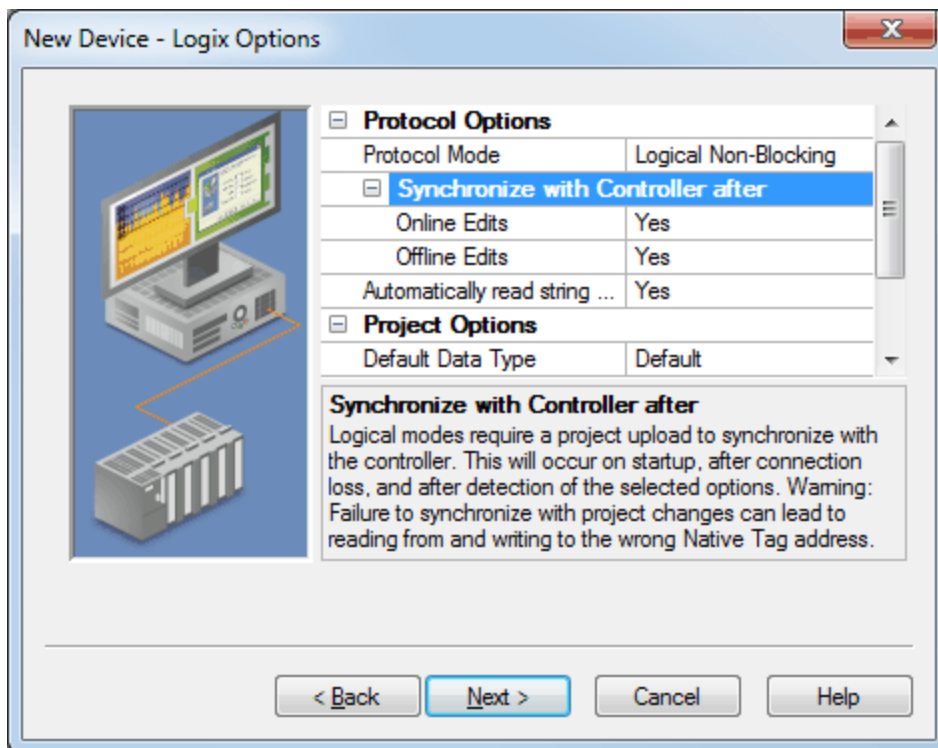 New Device - Logix Options
Protocol Options
Protocol Mode Logical Non-Blocking
Synchronize with Controller after
Online Edits Yes
Offline Edits Yes
Automatically read string ... Yes
Project Options
Default Data Type Default
Synchronize with Controller after
Logical modes require a project upload to synchronize with
the controller. This will occur on startup, after connection
loss, and after detection of the selected options. Warning:
Failure to synchronize with project changes can lead to
reading from and writing to the wrong Native Tag address.
< Back Next > Cancel Help